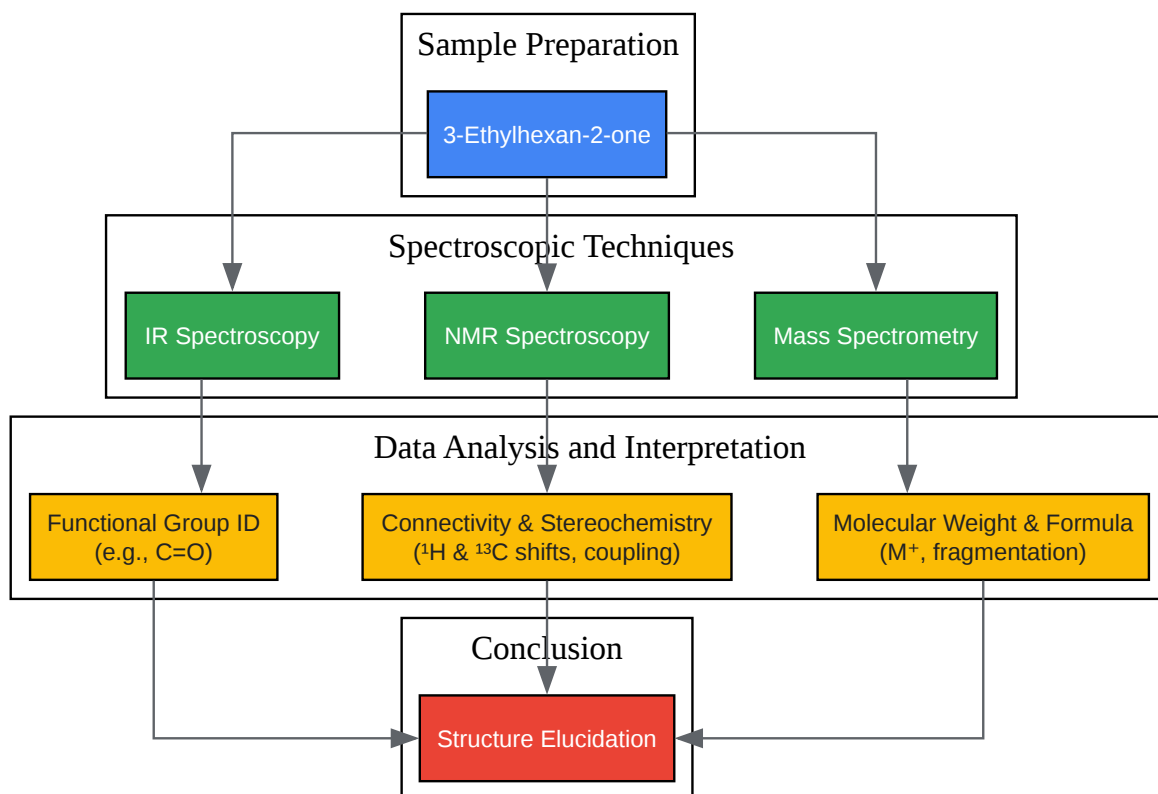 Sample Preparation
3-Ethylhexan-2-one
Spectroscopic Techniques
IR Spectroscopy
NMR Spectroscopy
Mass Spectrometry
Data Analysis and Interpretation
Functional Group ID
(e.g., C=O)
Connectivity & Stereochemistry
(¹H & ¹³C shifts, coupling)
Molecular Weight & Formula
(M⁺, fragmentation)
Conclusion
Structure Elucidation